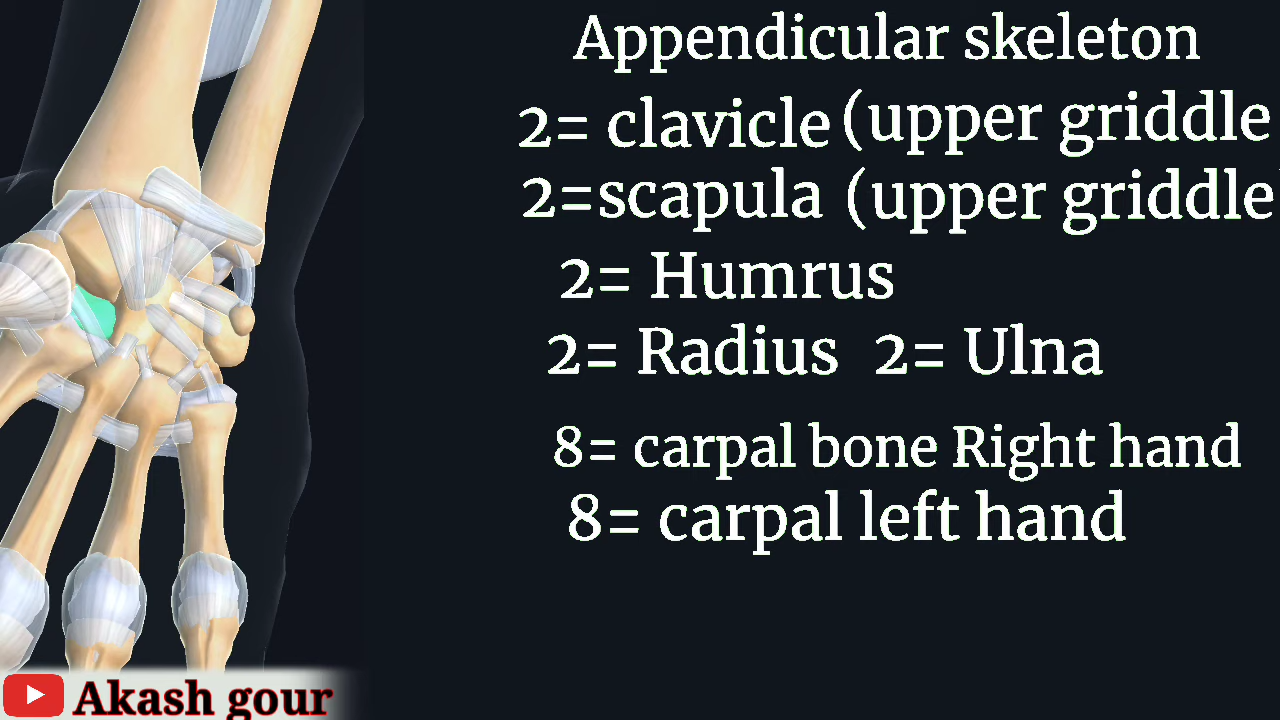 Appendicular skeleton
2= clavicle (upper griddle
2=scapula (upper griddle)
2= Humrus
2= Radius 2= Ulna
8= carpal bone Right hand
8= carpal left hand
Akash gour